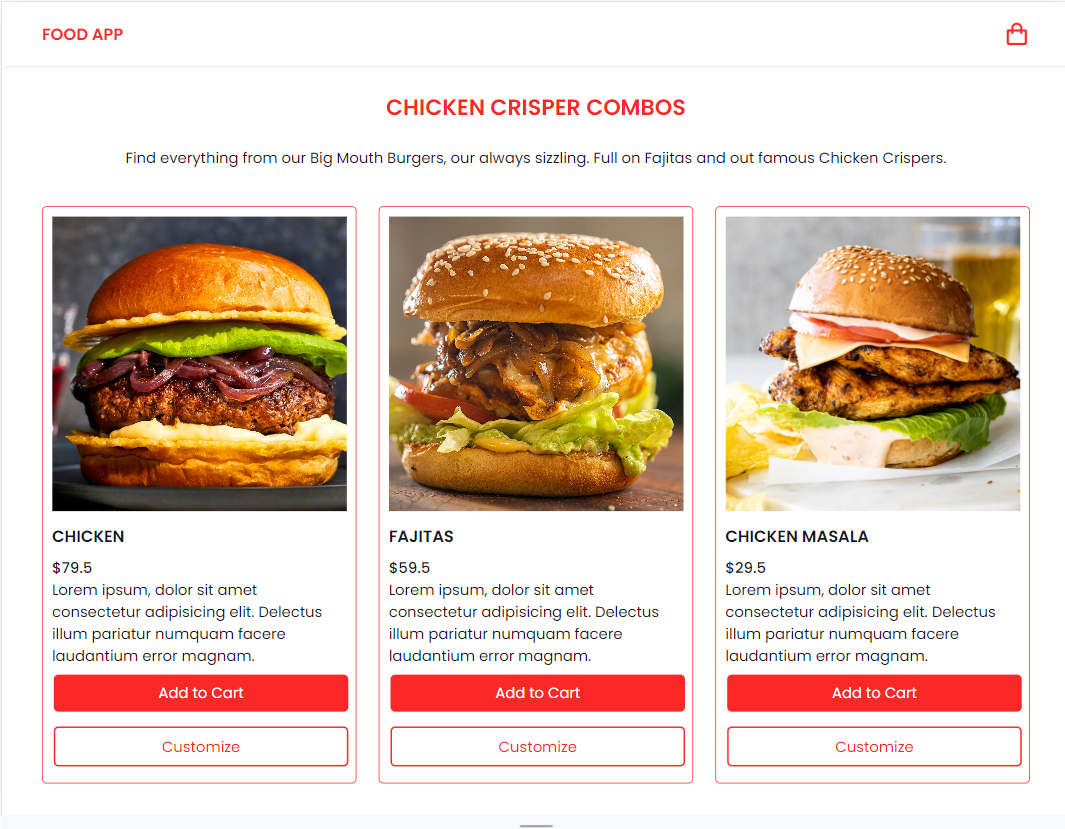 FOOD APP
CHICKEN CRISPER COMBOS
Find everything from our Big Mouth Burgers, our always sizzling. Full on Fajitas and out famous Chicken Crispers.
CHICKEN
$79.5
Lorem ipsum, dolor sit amet
consectetur adipisicing elit. Delectus
illum pariatur numquam facere
laudantium error magnam.
Add to Cart
Customize
FAJITAS
$59.5
Lorem ipsum, dolor sit amet
consectetur adipisicing elit. Delectus
illum pariatur numquam facere
laudantium error magnam.
Add to Cart
Customize
CHICKEN MASALA
$29.5
Lorem ipsum, dolor sit amet
consectetur adipisicing elit. Delectus
illum pariatur numquam facere
laudantium error magnam.
Add to Cart
Customize